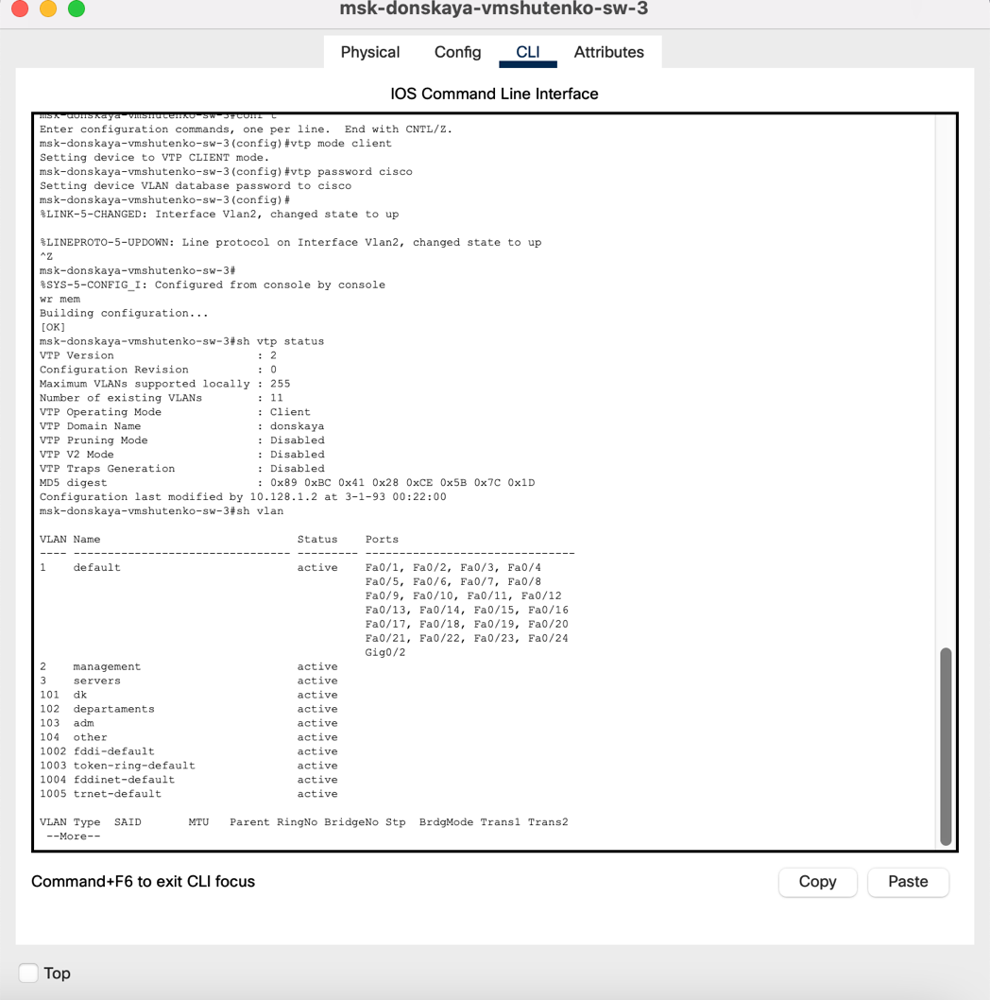 msk-donskaya-vmshutenko-sw-3
Physical Config CLI Attributes
IOS Command Line Interface
msk-donskaya-vmshutenko-sw-3#conf t
Enter configuration commands, one per line.  End with CNTL/Z.
msk-donskaya-vmshutenko-sw-3(config)#vtp mode client
Setting device to VTP CLIENT mode.
msk-donskaya-vmshutenko-sw-3(config)#vtp password cisco
Setting device VLAN database password to cisco
msk-donskaya-vmshutenko-sw-3(config)#
%LINK-5-CHANGED: Interface Vlan2, changed state to up
%LINEPROTO-5-UPDOWN: Line protocol on Interface Vlan2, changed state to up
^Z
msk-donskaya-vmshutenko-sw-3#
%SYS-5-CONFIG_I: Configured from console by console
wr mem
Building configuration...
[OK]
msk-donskaya-vmshutenko-sw-3#sh vtp status
VTP Version                     : 2
Configuration Revision          : 0
Maximum VLANs supported locally : 255
Number of existing VLANs        : 11
VTP Operating Mode              : Client
VTP Domain Name                 : donskaya
VTP Pruning Mode                : Disabled
VTP V2 Mode                     : Disabled
VTP Traps Generation            : Disabled
MD5 digest                      : 0x89 0xBC 0x41 0x28 0xCE 0x5B 0x7C 0x1D
Configuration last modified by 10.128.1.2 at 3-1-93 00:22:00
msk-donskaya-vmshutenko-sw-3#sh vlan
VLAN Name                             Status    Ports
---- -------------------------------- --------- -------------------------------
1    default                          active    Fa0/1, Fa0/2, Fa0/3, Fa0/4
                                                Fa0/5, Fa0/6, Fa0/7, Fa0/8
                                                Fa0/9, Fa0/10, Fa0/11, Fa0/12
                                                Fa0/13, Fa0/14, Fa0/15, Fa0/16
                                                Fa0/17, Fa0/18, Fa0/19, Fa0/20
                                                Fa0/21, Fa0/22, Fa0/23, Fa0/24
                                                Gig0/2
2    management                       active
3    servers                          active
101  dk                               active
102  departaments                     active
103  adm                              active
104  other                            active
1002 fddi-default                     active
1003 token-ring-default               active
1004 fddinet-default                  active
1005 trnet-default                    active
VLAN Type  SAID       MTU   Parent RingNo BridgeNo Stp  BrdgMode Trans1 Trans2
 --More--
Command+F6 to exit CLI focus
Copy Paste
Top